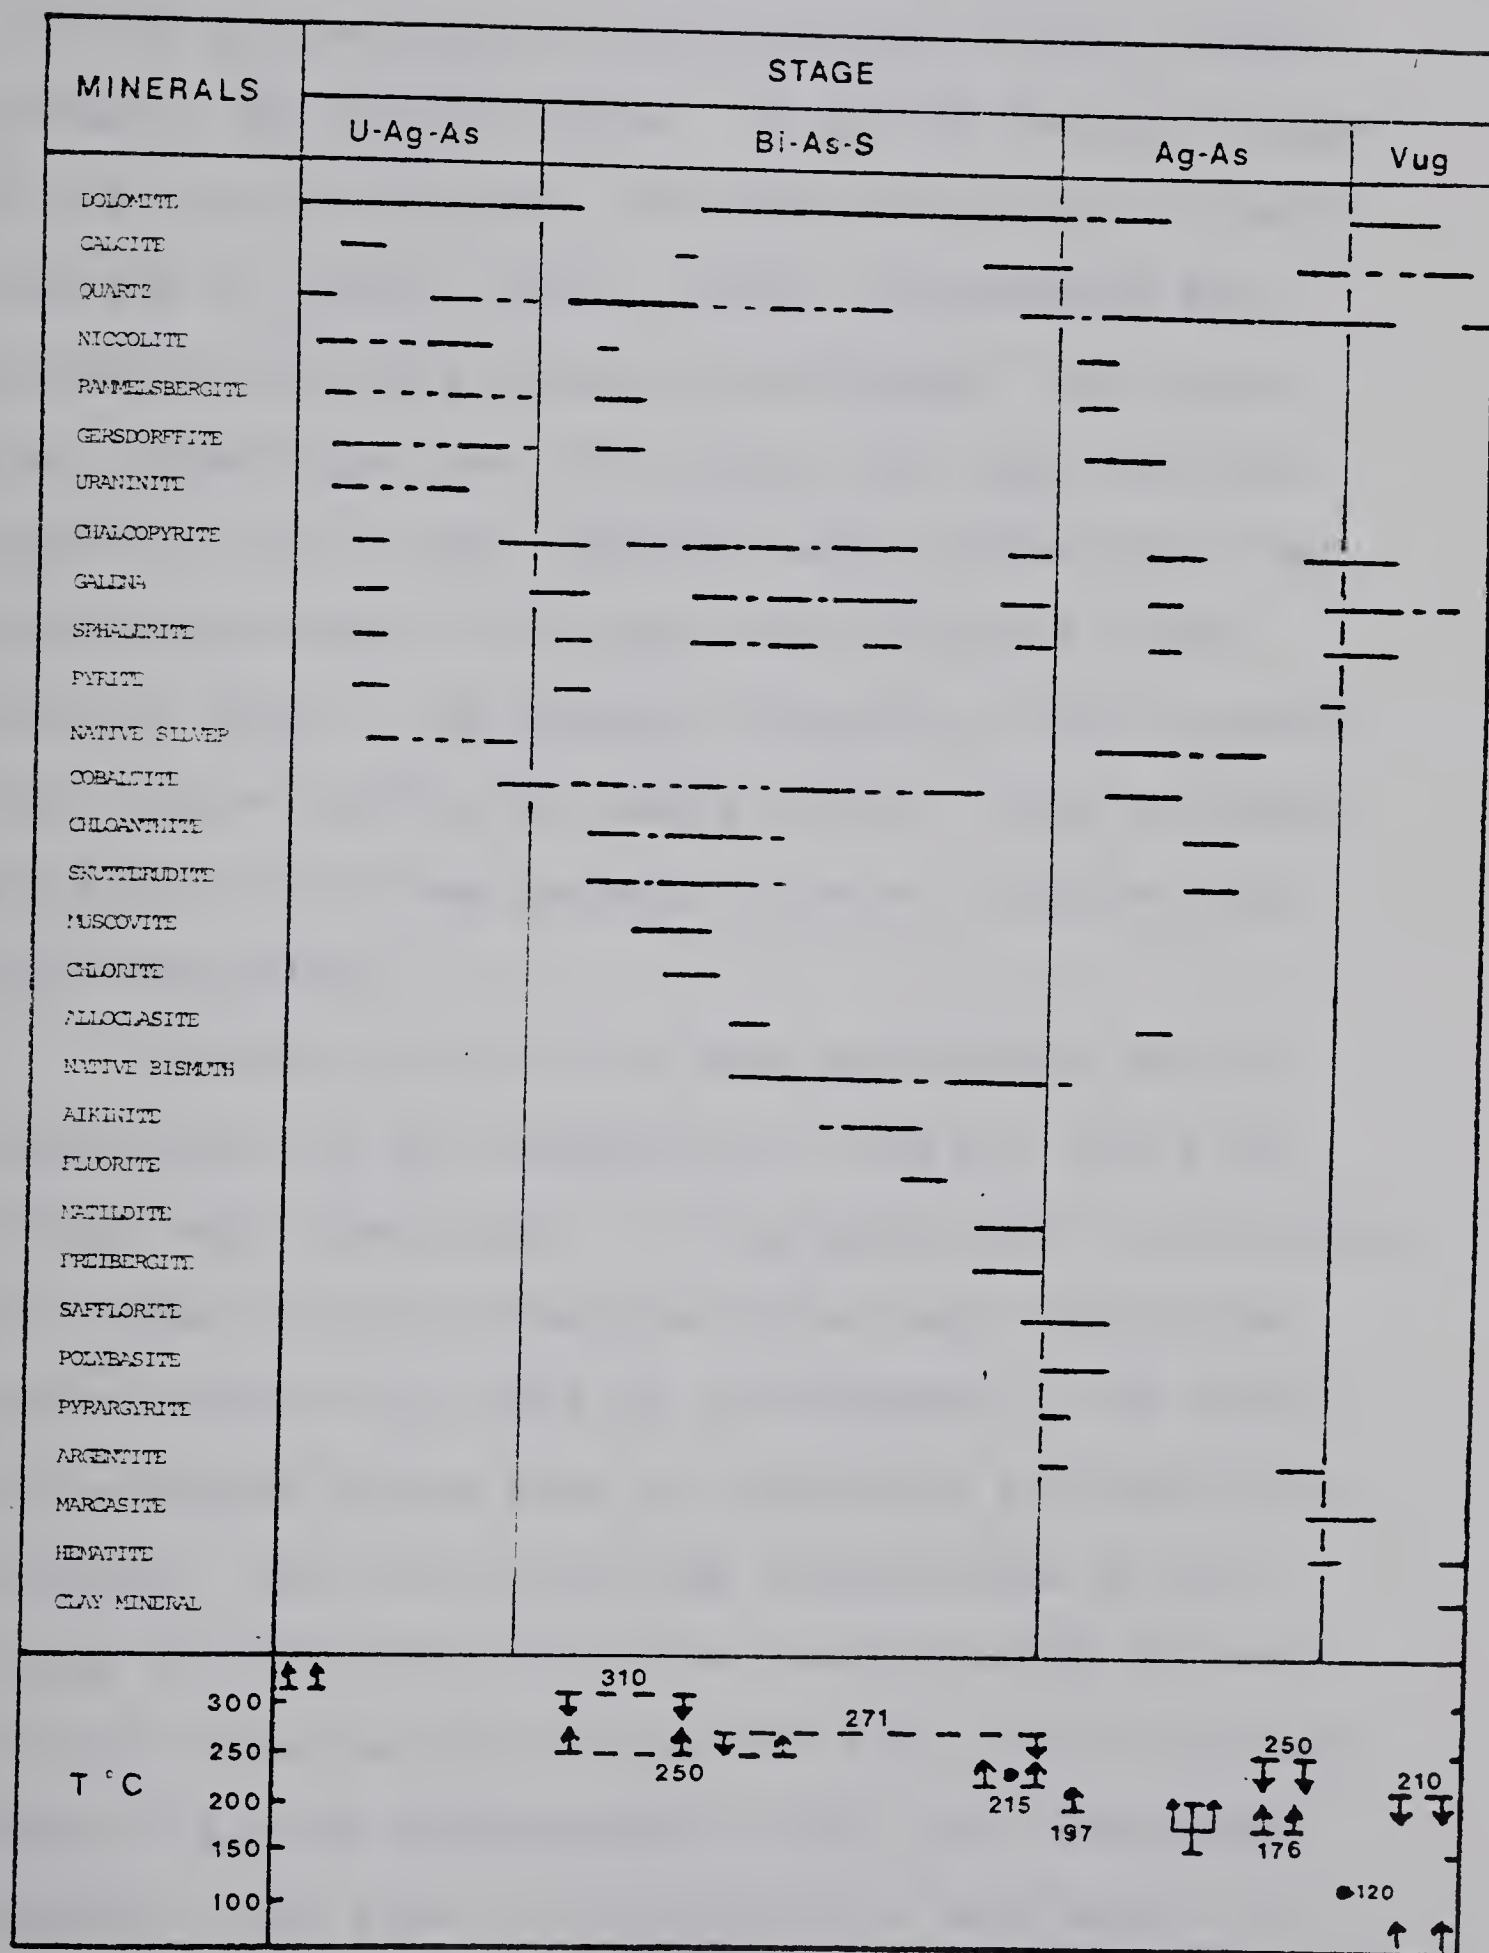 MINERALS
STAGE
U-Ag-As
Bi-As-S
Ag-As
Vug
DOLOMITE
CALCITE
QUARTZ
NICCOLITE
RAMMELSBERGITE
GERSDORFFITE
URANINITE
CHALCOPYRITE
GALENA
SPHALERITE
PYRITE
NATIVE SILVER
COBALTITE
CHLOANTHITE
SKUTTERUDITE
MUSCOVITE
CHLORITE
ALLOCLASITE
NATIVE BISMUTH
AIKINITE
FLUORITE
MATILDITE
FREIBERGITE
SAFFLORITE
POLYBASITE
PYRARGYRITE
ARGENTITE
MARCASITE
HEMATITE
CLAY MINERAL
T °C
300
250
200
150
100
310
250
271
215
197
250
176
210
120